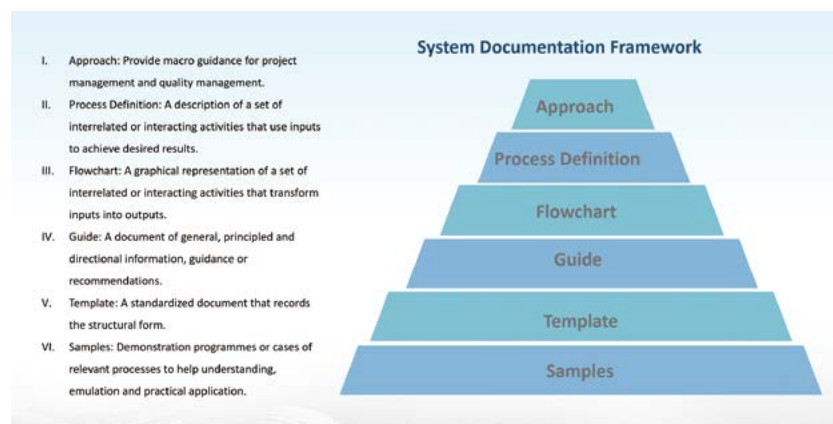 System Documentation Framework
I. Approach: Provide macro guidance for project
management and quality management.
II. Process Definition: A description of a set of
interrelated or interacting activities that use inputs
to achieve desired results.
III. Flowchart: A graphical representation of a set of
interrelated or interacting activities that transform
inputs into outputs.
IV. Guide: A document of general, principled and
directional information, guidance or
recommendations.
V. Template: A standardized document that records
the structural form.
VI. Samples: Demonstration programmes or cases of
relevant processes to help understanding,
emulation and practical application.
Approach
Process Definition
Flowchart
Guide
Template
Samples